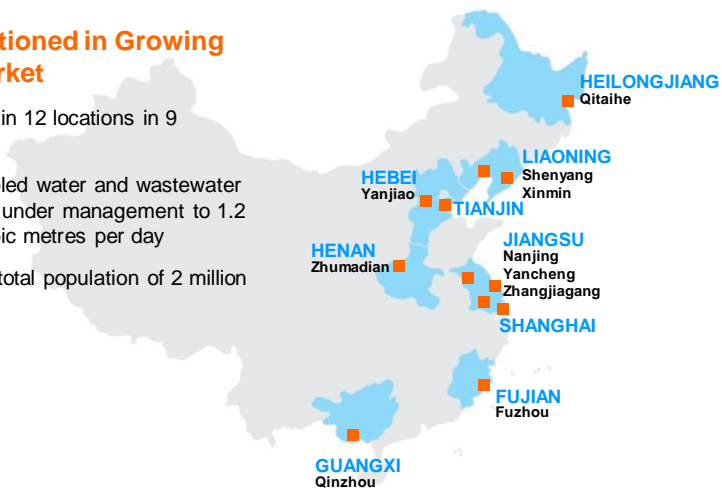 tioned in Growing
rket
in 12 locations in 9
led water and wastewater
under management to 1.2
ic metres per day
total population of 2 million
HEILONGJIANG
Qitaihe
LIAONING
Shenyang
Xinmin
HEBEI
Yanjiao
TIANJIN
JIANGSU
Nanjing
Yancheng
Zhangjiagang
HENAN
Zhumadian
SHANGHAI
FUJIAN
Fuzhou
GUANGXI
Qinzhou